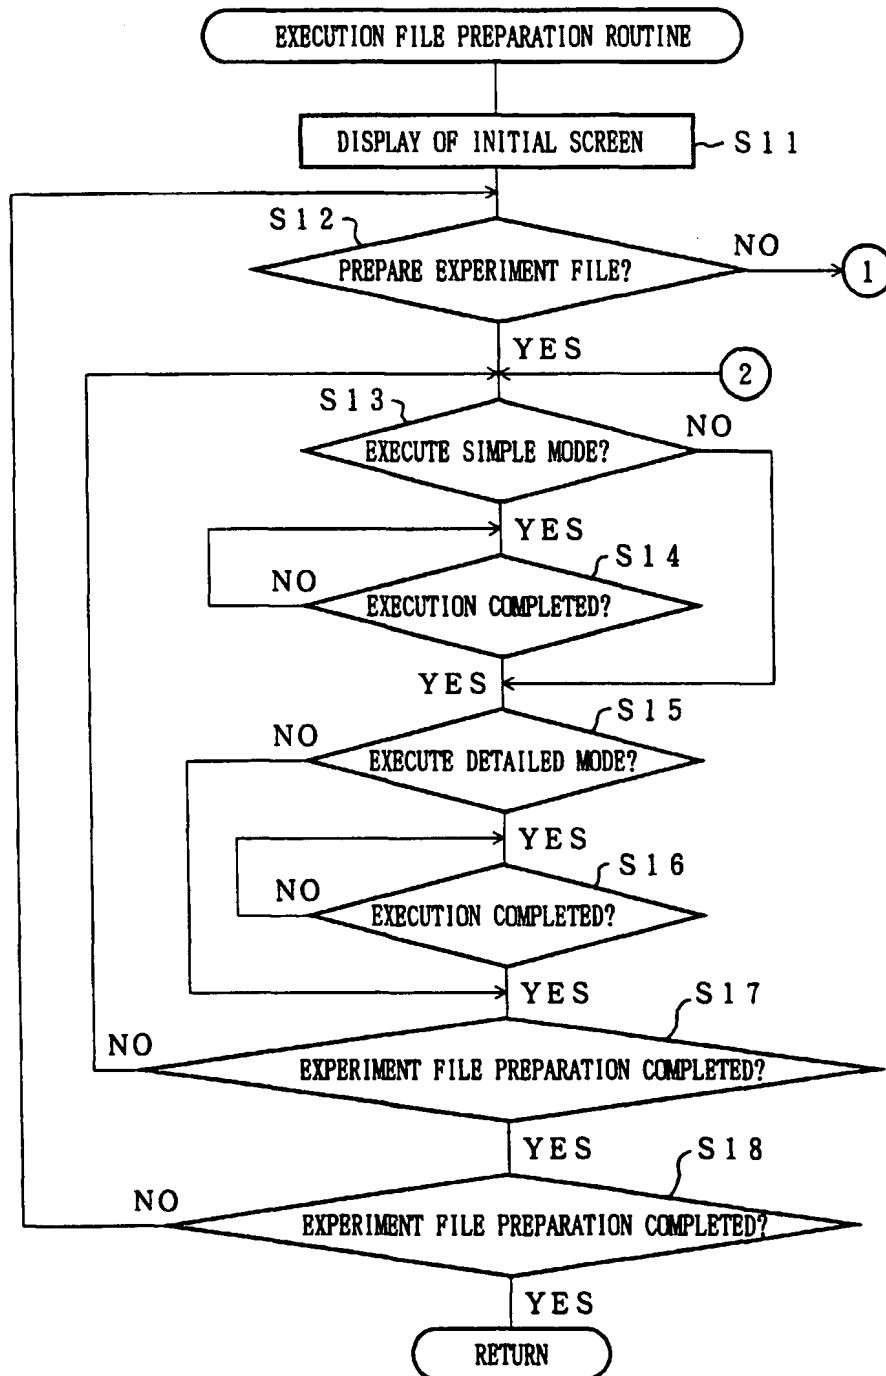 EXECUTION FILE PREPARATION ROUTINE
DISPLAY OF INITIAL SCREEN
S11
S12
NO
PREPARE EXPERIMENT FILE?
1
YES
2
S13
NO
EXECUTE SIMPLE MODE?
YES
S14
NO
EXECUTION COMPLETED?
YES
S15
NO
EXECUTE DETAILED MODE?
YES
S16
NO
EXECUTION COMPLETED?
YES
S17
NO
EXPERIMENT FILE PREPARATION COMPLETED?
YES
S18
NO
EXPERIMENT FILE PREPARATION COMPLETED?
YES
RETURN